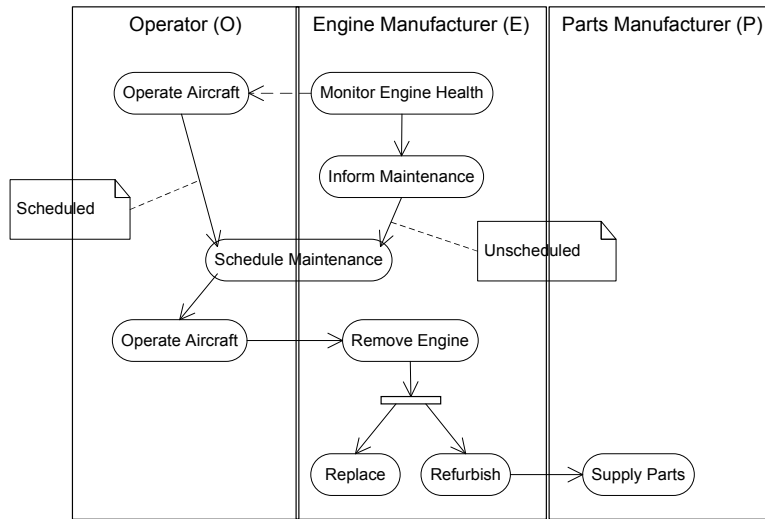 Operator (O)
Engine Manufacturer (E)
Parts Manufacturer (P)
Operate Aircraft
Monitor Engine Health
Inform Maintenance
Scheduled
Unscheduled
Schedule Maintenance
Operate Aircraft
Remove Engine
Replace
Refurbish
Supply Parts